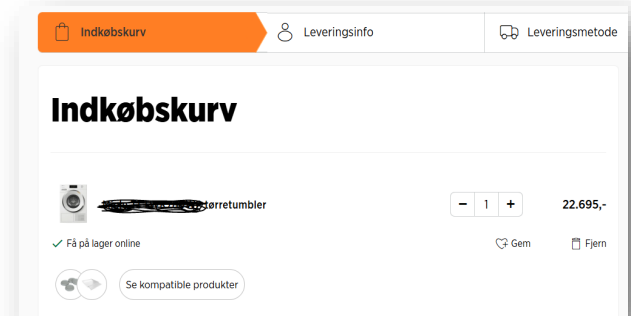 Indkøbskurv
Leveringsinfo
Leveringsmetode
Indkøbskurv
tørretumbler
− 1 + 22.695,-
Få på lager online
Gem
Fjern
Se kompatible produkter